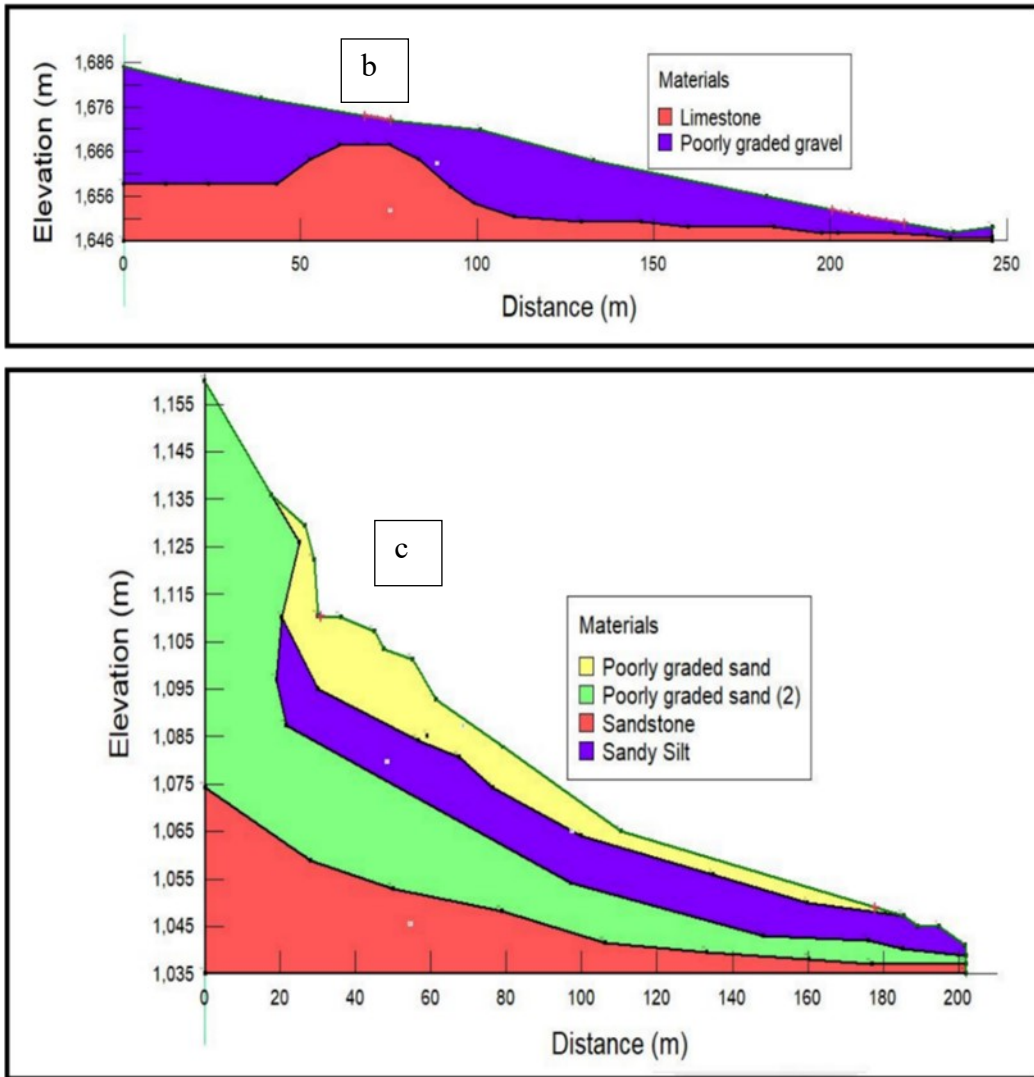 b
Elevation (m)
1,686
1,676
1,666
1,656
1,646
Materials
Limestone
Poorly graded gravel
0 50 100 150 200 250
Distance (m)
c
Elevation (m)
1,155
1,145
1,135
1,125
1,115
1,105
1,095
1,085
1,075
1,065
1,055
1,045
1,035
Materials
Poorly graded sand
Poorly graded sand (2)
Sandstone
Sandy Silt
0 20 40 60 80 100 120 140 160 180 200
Distance (m)